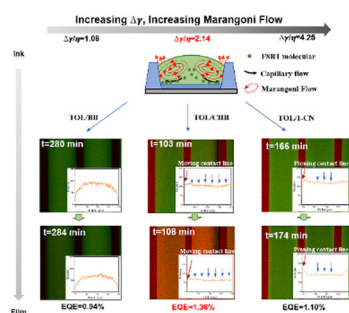 Increasing Δγ, Increasing Marangoni Flow
Δγ/η=1.08
Δγ/η=2.14
Δγ/η=4.25
Ink
FSBT molecular
Capillary flow
Marangoni Flow
TOL/BB
TOL/CHB
TOL/1-CN
t=280 min
t=103 min
t=166 min
Moving contact line
Pinning contact line
t=284 min
t=108 min
t=174 min
Moving contact line
Pinning contact line
Film
EQE=0.94%
EQE=1.36%
EQE=1.10%